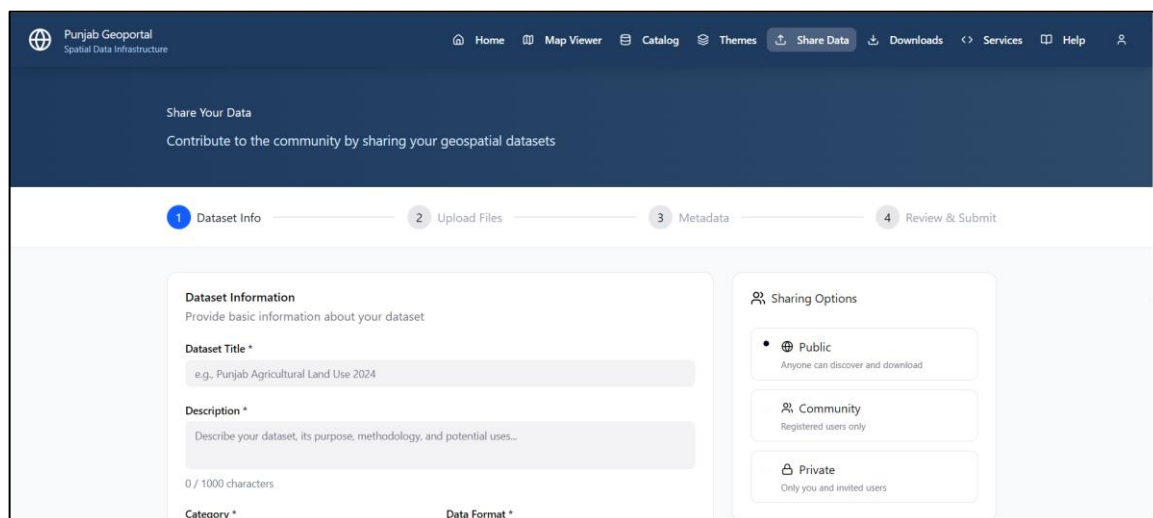 Punjab Geoportal
Spatial Data Infrastructure
Home Map Viewer Catalog Themes Share Data Downloads Services Help
Share Your Data
Contribute to the community by sharing your geospatial datasets
1 Dataset Info 2 Upload Files 3 Metadata 4 Review & Submit
Dataset Information
Provide basic information about your dataset
Dataset Title *
e.g., Punjab Agricultural Land Use 2024
Description *
Describe your dataset, its purpose, methodology, and potential uses...
0 / 1000 characters
Category * Data Format *
Sharing Options
Public
Anyone can discover and download
Community
Registered users only
Private
Only you and invited users